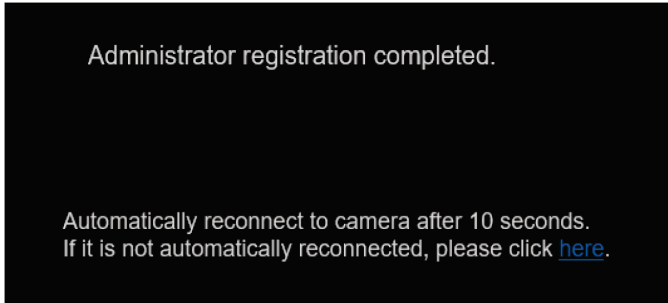 Administrator registration completed.
Automatically reconnect to camera after 10 seconds.
If it is not automatically reconnected, please click here.